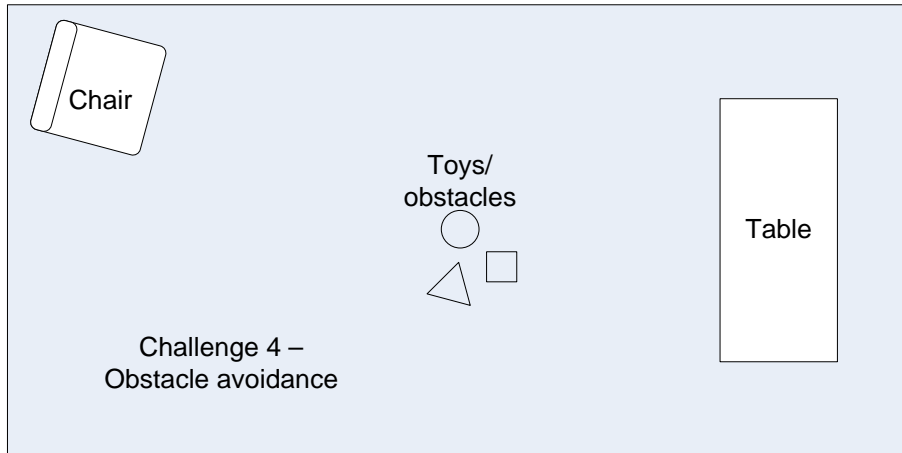 Chair
Toys/
obstacles
Table
Challenge 4 –
Obstacle avoidance